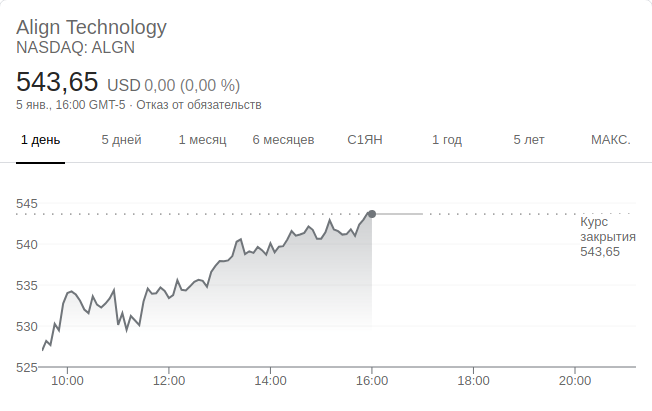 Align Technology
NASDAQ: ALGN
543,65 USD 0,00 (0,00 %)
5 янв., 16:00 GMT-5 · Отказ от обязательств
1 день 5 дней 1 месяц 6 месяцев С1ЯН 1 год 5 лет МАКС.
545
540
535
530
525
Курс
закрытия
543,65
10:00 12:00 14:00 16:00 18:00 20:00